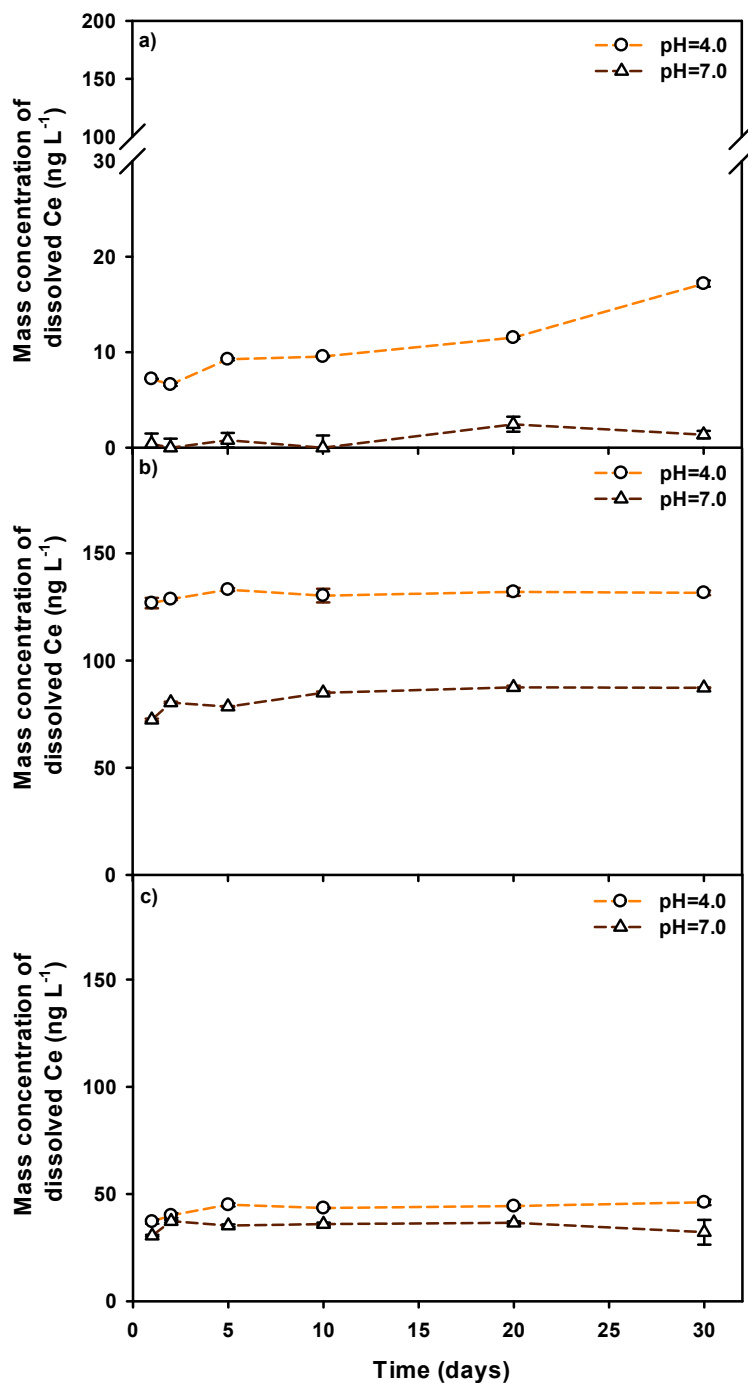 a)
pH=4.0
pH=7.0
200
150
100
30
20
10
0
Mass concentration of
dissolved Ce (ng L⁻¹)
b)
pH=4.0
pH=7.0
150
100
50
0
Mass concentration of
dissolved Ce (ng L⁻¹)
c)
pH=4.0
pH=7.0
150
100
50
0
Mass concentration of
dissolved Ce (ng L⁻¹)
0 5 10 15 20 25 30
Time (days)